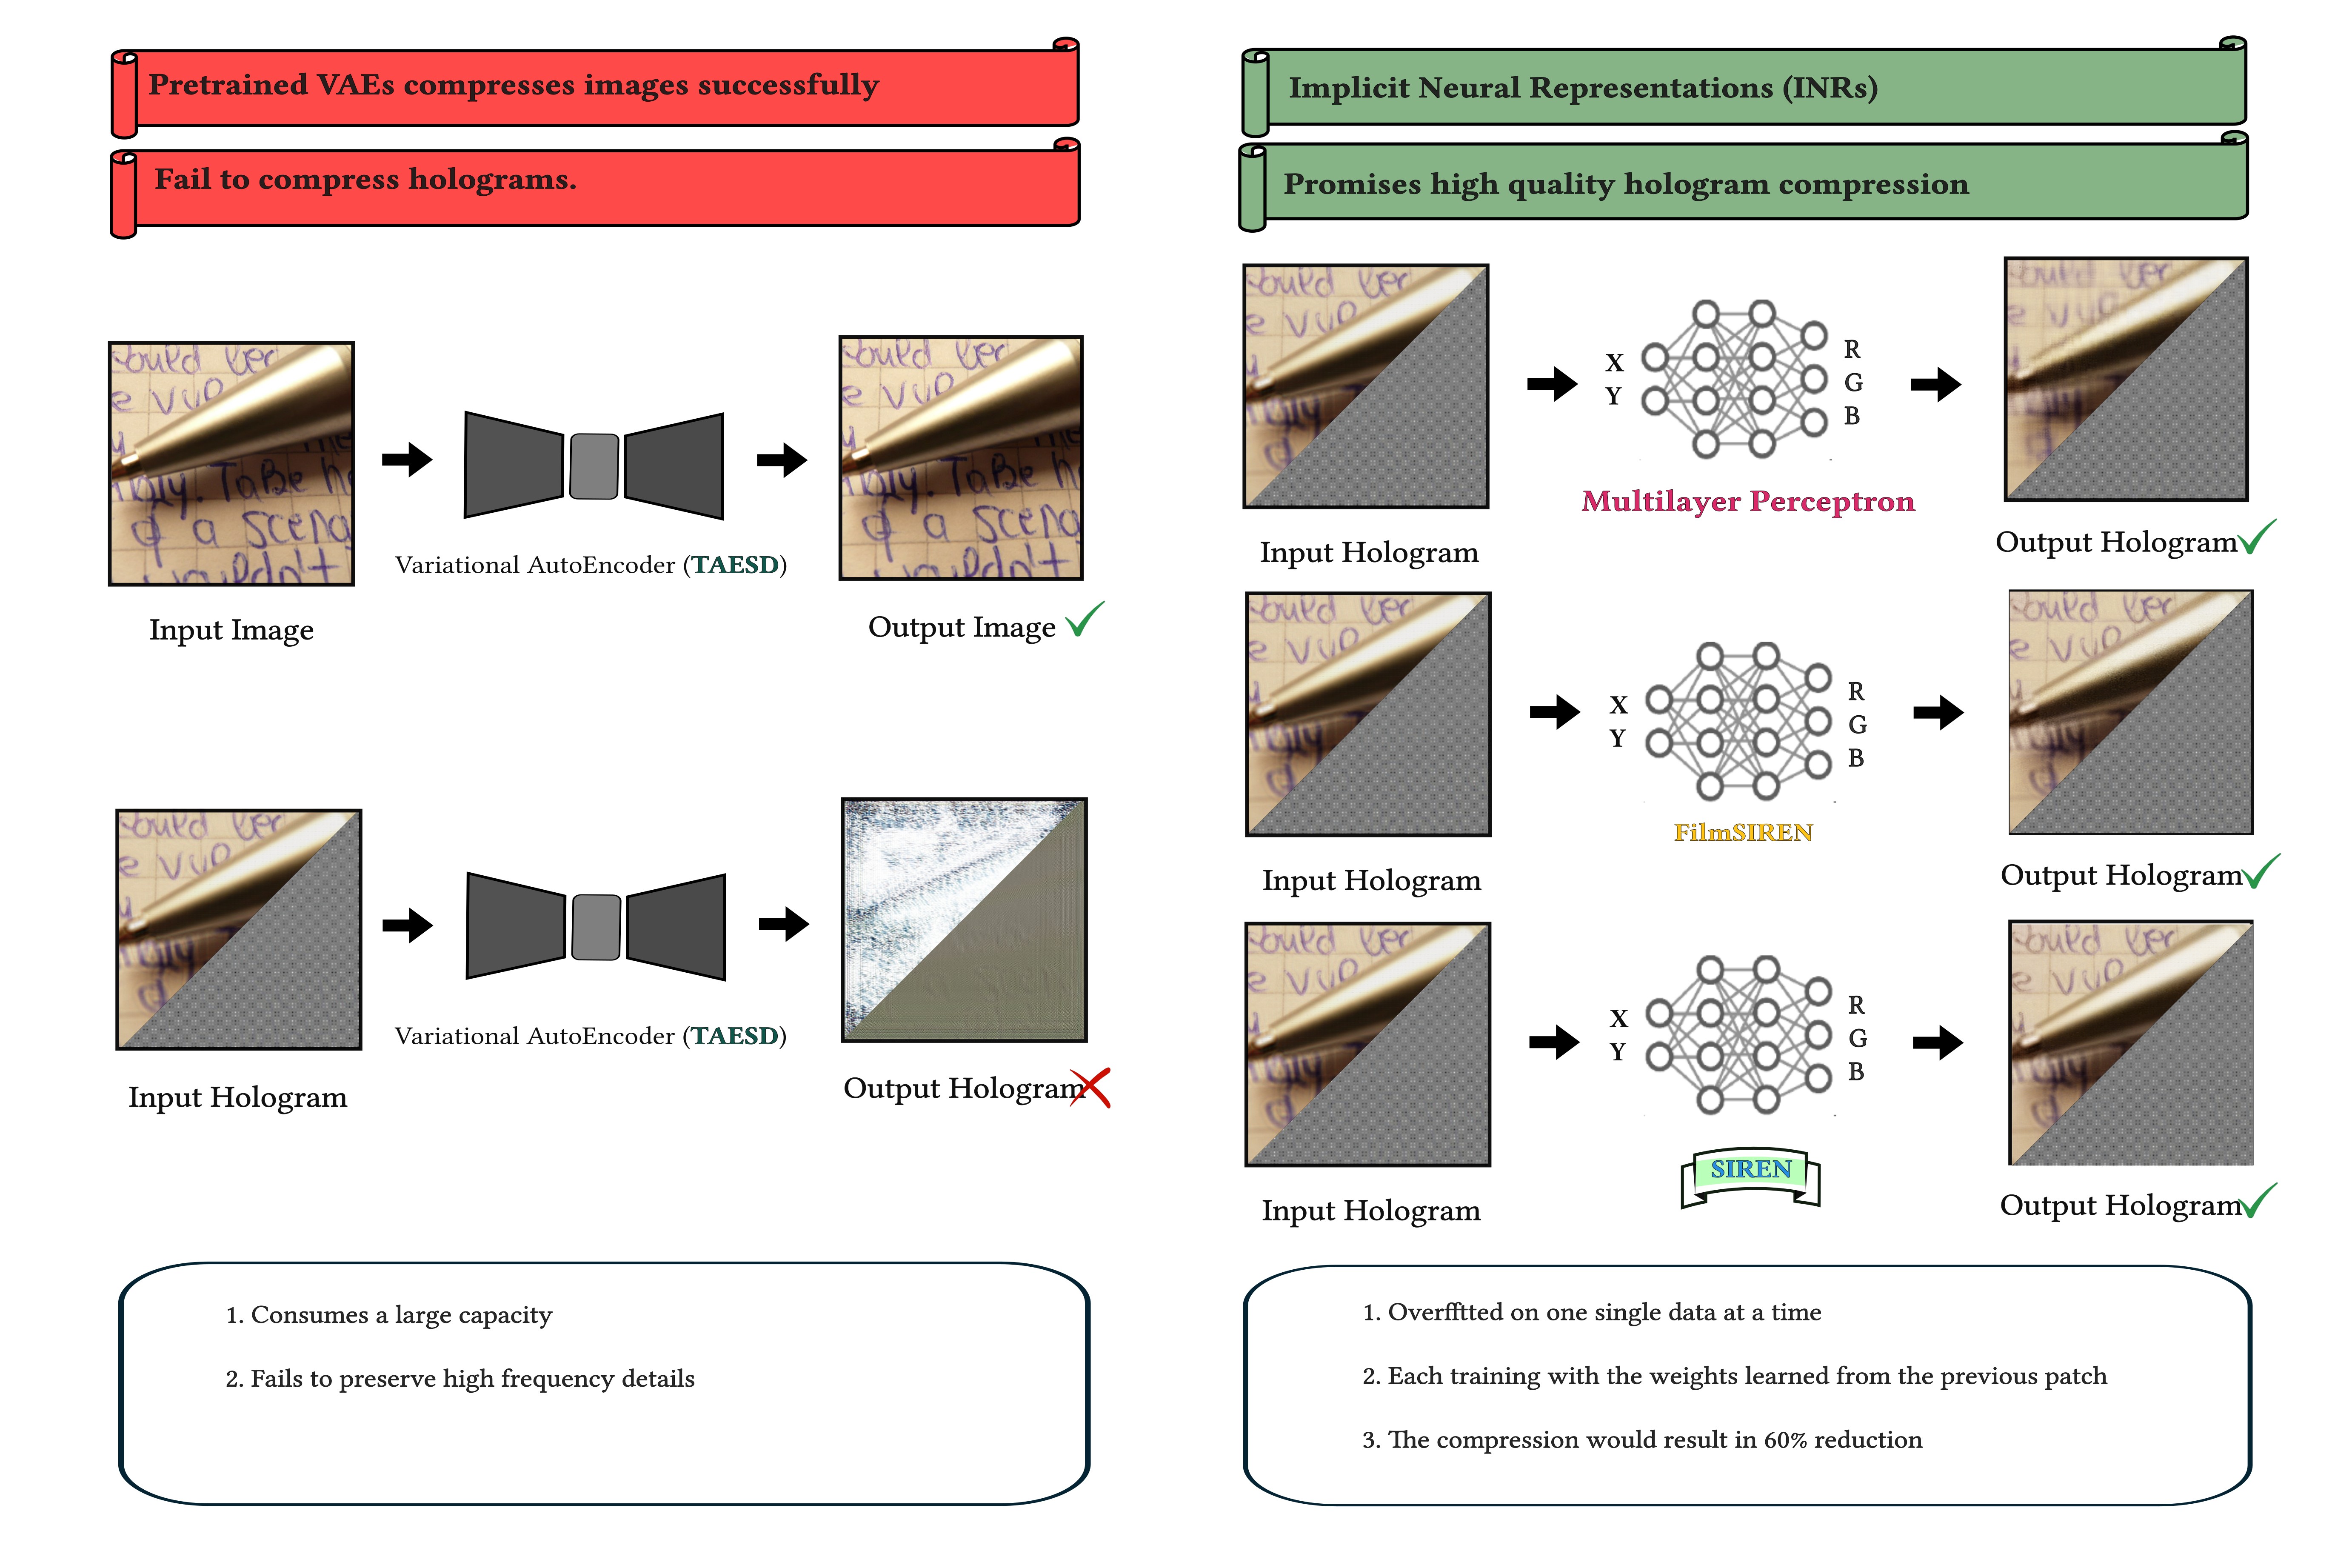 Pretrained VAEs compresses images successfully
Fail to compress holograms.
Input Image
Variational AutoEncoder (TAESD)
Output Image
Input Hologram
Variational AutoEncoder (TAESD)
Output Hologram
1. Consumes a large capacity
2. Fails to preserve high frequency details
Implicit Neural Representations (INRs)
Promises high quality hologram compression
X
Y
R
G
B
Multilayer Perceptron
Input Hologram
Output Hologram
X
Y
R
G
B
FilmSIREN
Input Hologram
Output Hologram
X
Y
R
G
B
SIREN
Input Hologram
Output Hologram
1. Overfftted on one single data at a time
2. Each training with the weights learned from the previous patch
3. The compression would result in 60% reduction